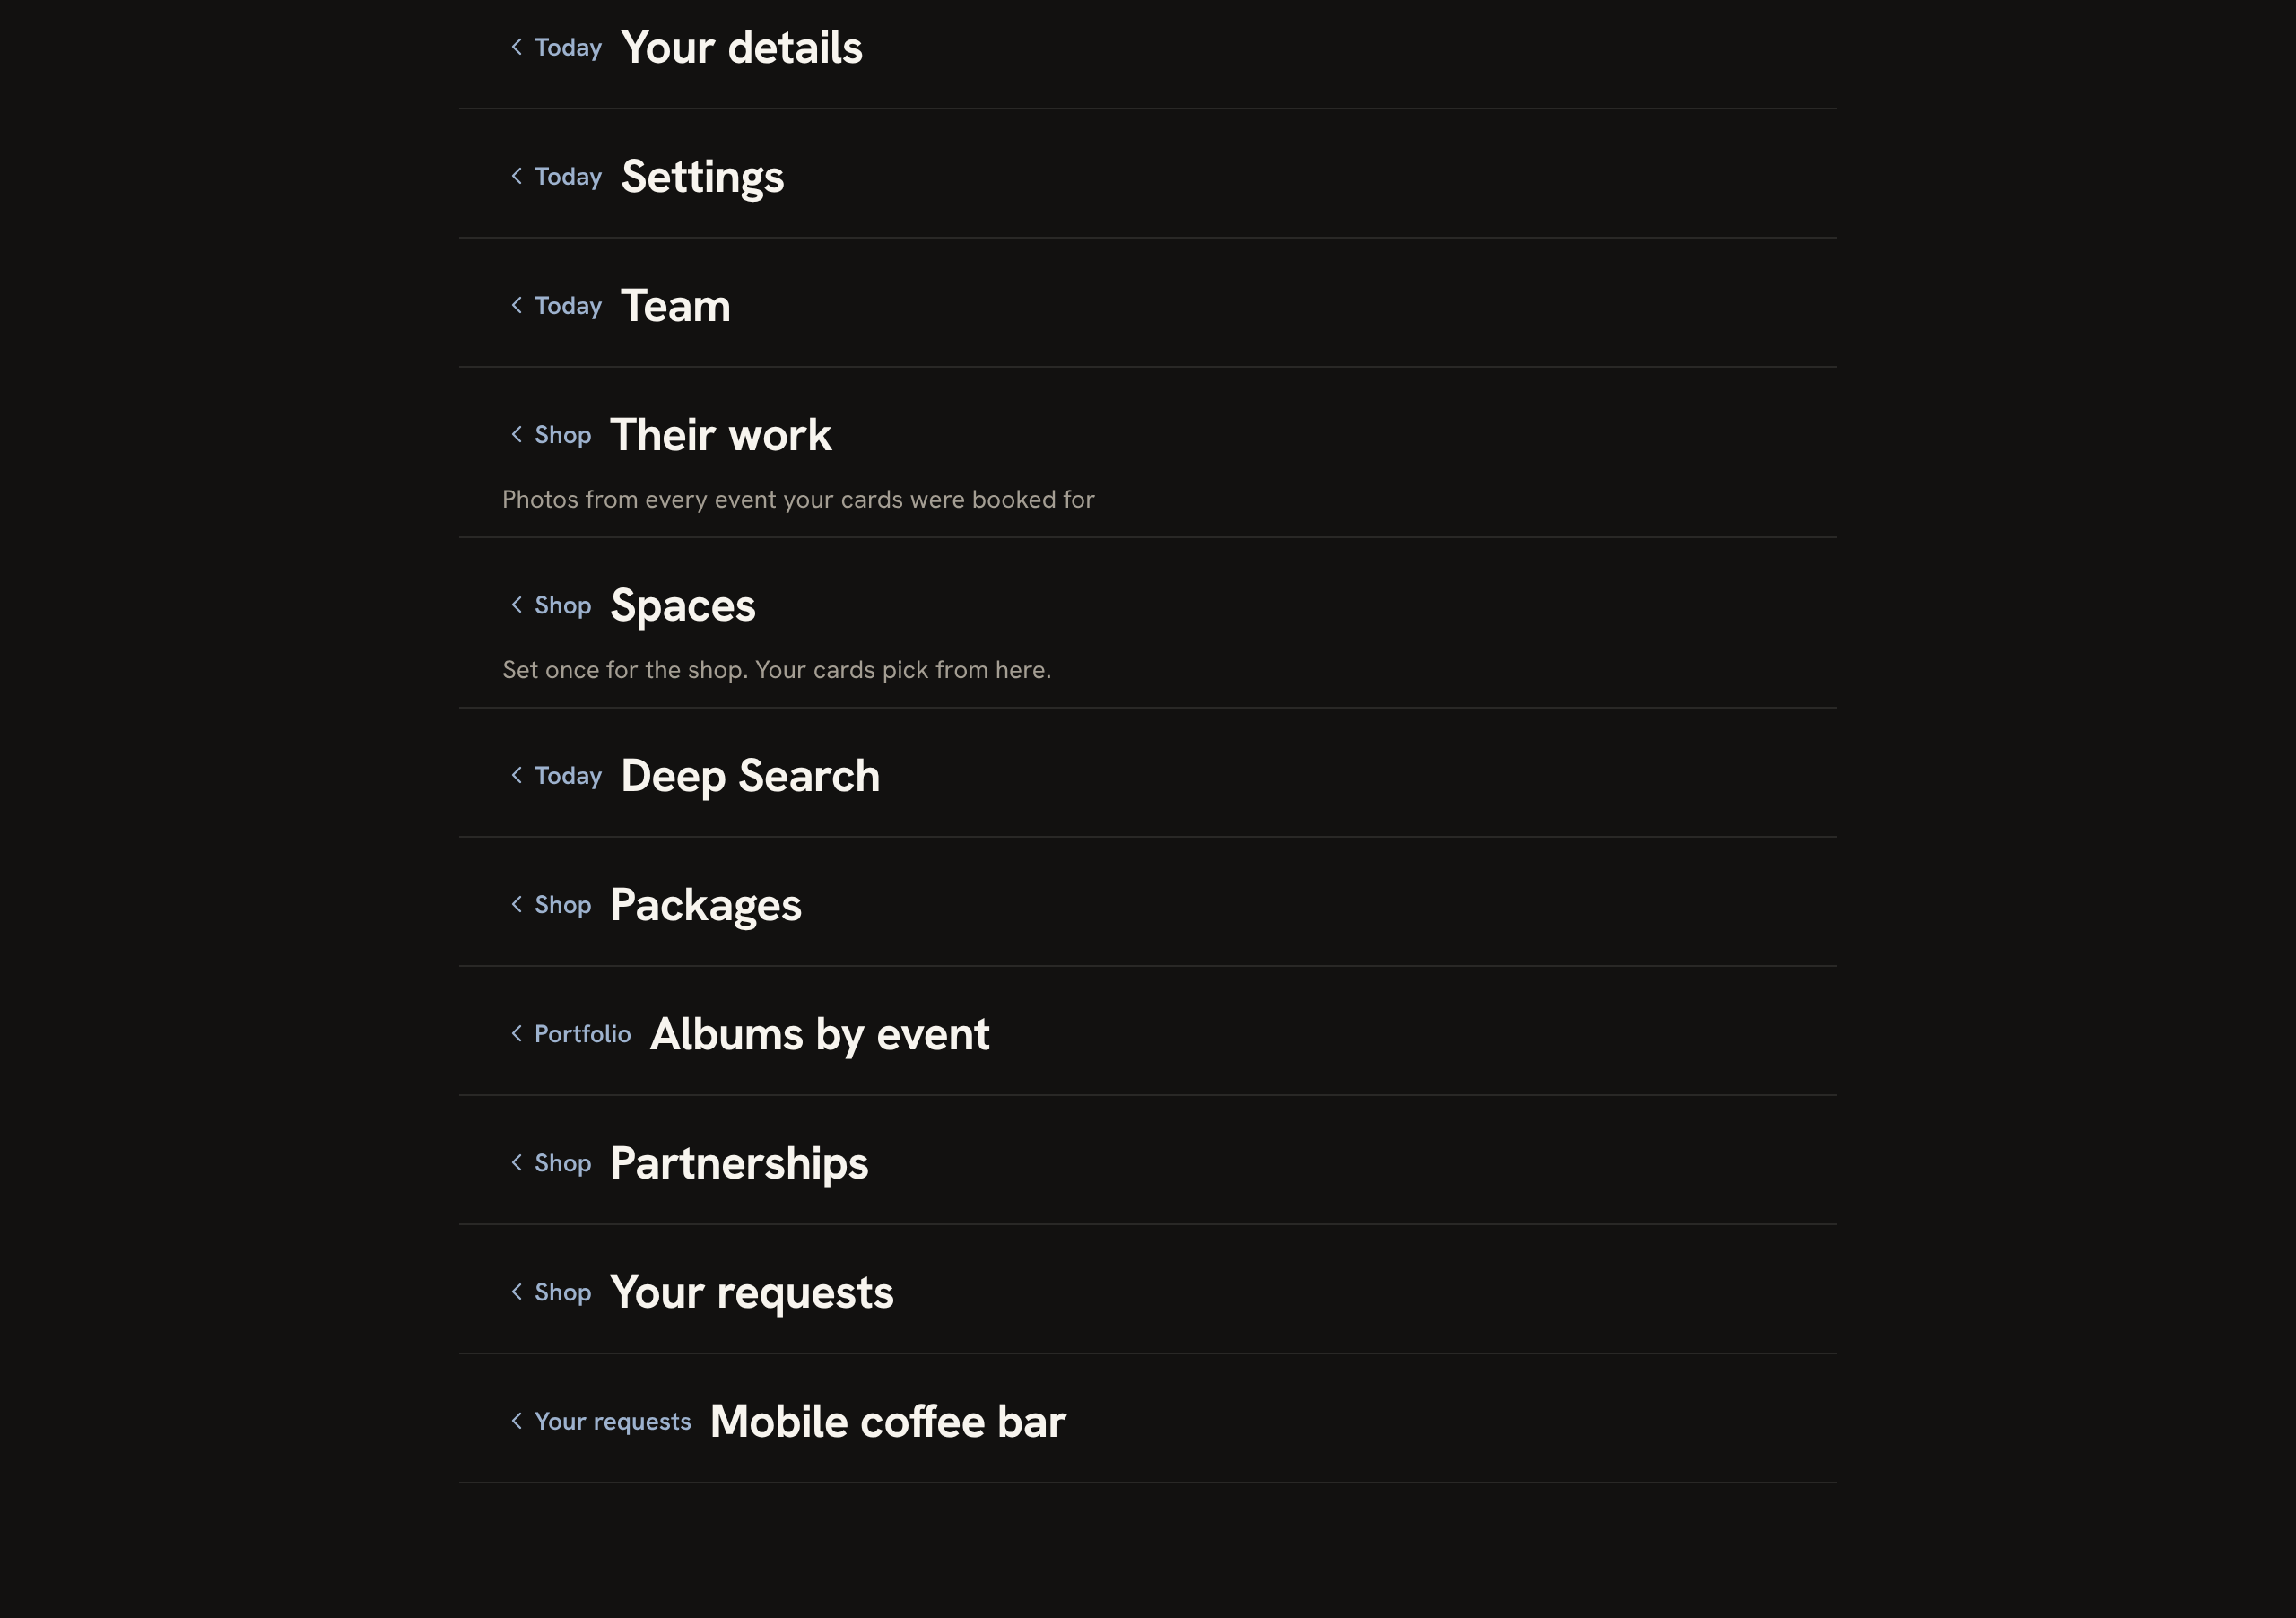 Today Your details
Today Settings
Today Team
Shop Their work
Photos from every event your cards were booked for
Shop Spaces
Set once for the shop. Your cards pick from here.
Today Deep Search
Shop Packages
Portfolio Albums by event
Shop Partnerships
Shop Your requests
Your requests Mobile coffee bar